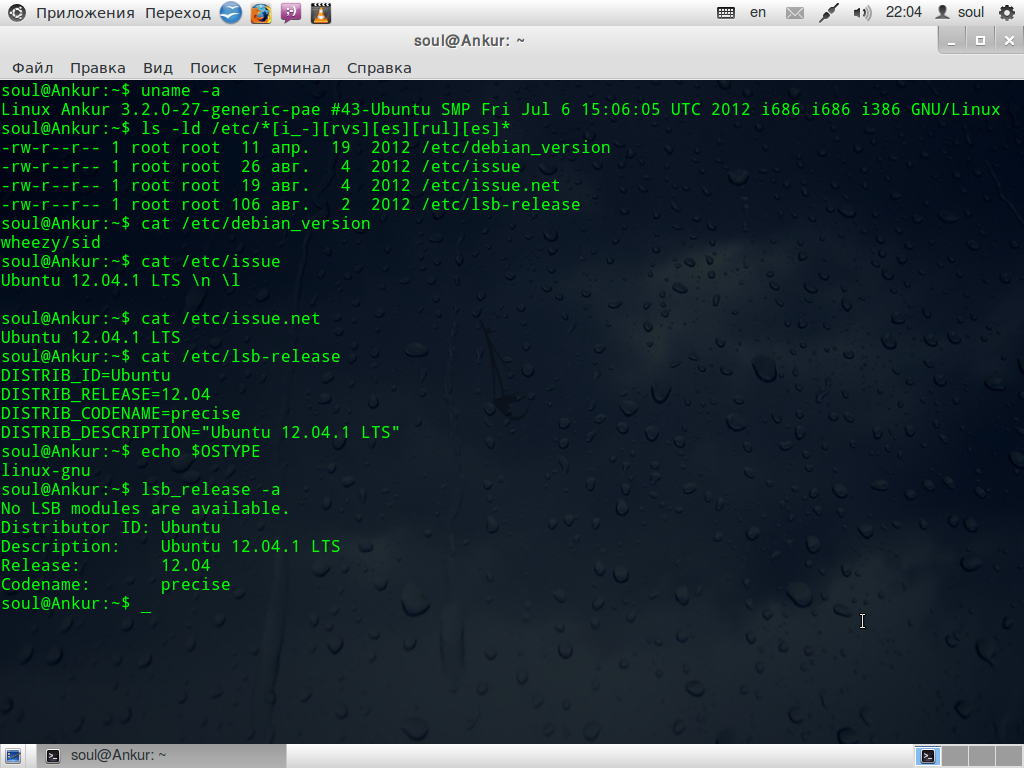 Приложения Переход en 22:04 soul
soul@Ankur: ~
Файл Правка Вид Поиск Терминал Справка
soul@Ankur:~$ uname -a
Linux Ankur 3.2.0-27-generic-pae #43-Ubuntu SMP Fri Jul 6 15:06:05 UTC 2012 i686 i686 i386 GNU/Linux
soul@Ankur:~$ ls -ld /etc/*[i_-][rvs][es][rul][es]*
-rw-r--r-- 1 root root  11 апр.  19  2012 /etc/debian_version
-rw-r--r-- 1 root root  26 авг.   4  2012 /etc/issue
-rw-r--r-- 1 root root  19 авг.   4  2012 /etc/issue.net
-rw-r--r-- 1 root root 106 авг.   2  2012 /etc/lsb-release
soul@Ankur:~$ cat /etc/debian_version
wheezy/sid
soul@Ankur:~$ cat /etc/issue
Ubuntu 12.04.1 LTS \n \l
soul@Ankur:~$ cat /etc/issue.net
Ubuntu 12.04.1 LTS
soul@Ankur:~$ cat /etc/lsb-release
DISTRIB_ID=Ubuntu
DISTRIB_RELEASE=12.04
DISTRIB_CODENAME=precise
DISTRIB_DESCRIPTION="Ubuntu 12.04.1 LTS"
soul@Ankur:~$ echo $OSTYPE
linux-gnu
soul@Ankur:~$ lsb_release -a
No LSB modules are available.
Distributor ID: Ubuntu
Description:    Ubuntu 12.04.1 LTS
Release:        12.04
Codename:       precise
soul@Ankur:~$ _
soul@Ankur: ~